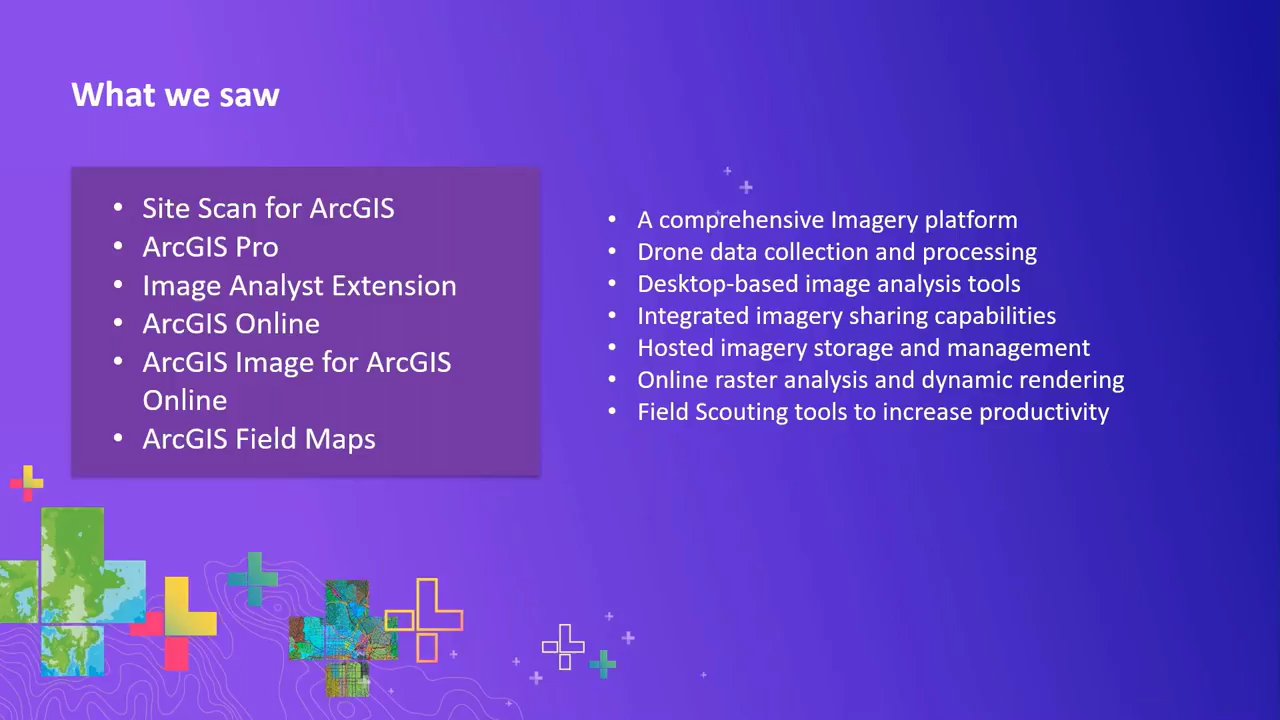 What we saw
• Site Scan for ArcGIS
• ArcGIS Pro
• Image Analyst Extension
• ArcGIS Online
• ArcGIS Image for ArcGIS
Online
• ArcGIS Field Maps
• A comprehensive Imagery platform
• Drone data collection and processing
• Desktop-based image analysis tools
• Integrated imagery sharing capabilities
• Hosted imagery storage and management
• Online raster analysis and dynamic rendering
• Field Scouting tools to increase productivity